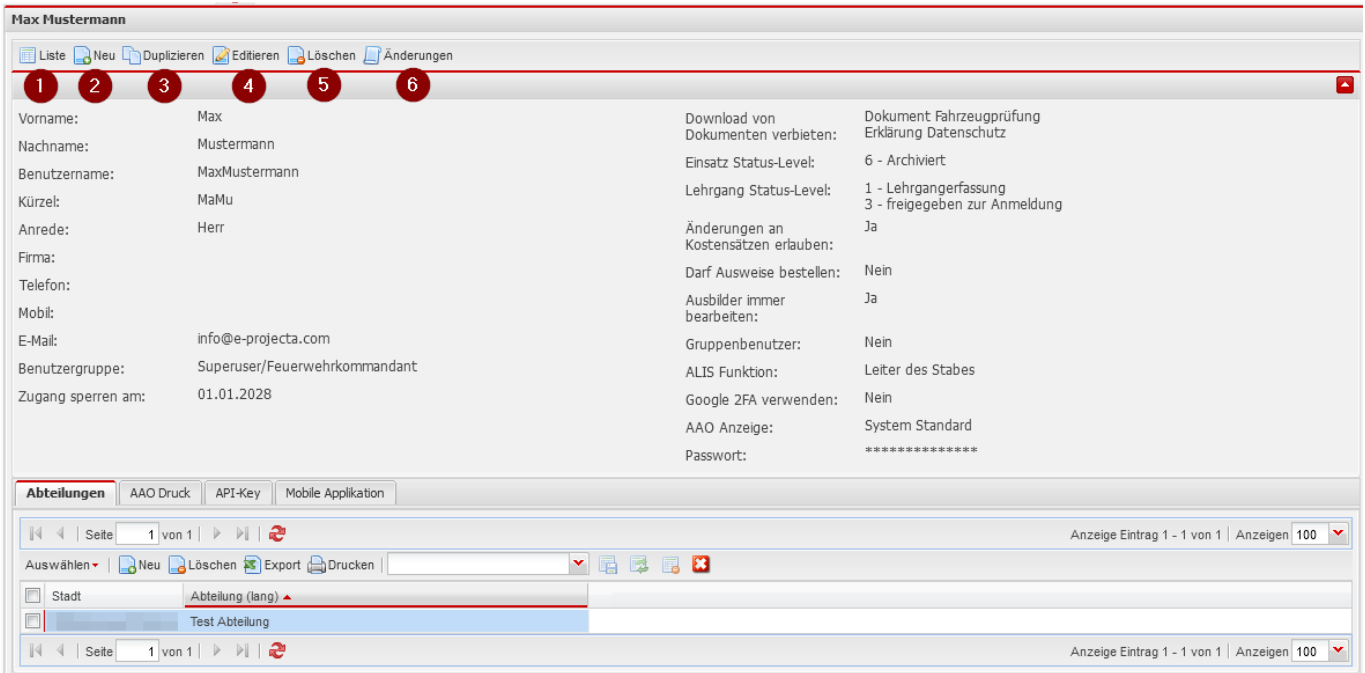 Max Mustermann
Liste Neu Duplizieren Editieren Löschen Änderungen
1 2 3 4 5 6
Vorname: Max
Nachname: Mustermann
Benutzername: MaxMustermann
Kürzel: MaMu
Anrede: Herr
Firma:
Telefon:
Mobil:
E-Mail: info@e-projecta.com
Benutzergruppe: Superuser/Feuerwehrkommandant
Zugang sperren am: 01.01.2028
Download von Dokument Fahrzeugprüfung
Dokumenten verbieten: Erklärung Datenschutz
Einsatz Status-Level: 6 - Archiviert
Lehrgang Status-Level: 1 - Lehrgangerfassung
3 - freigegeben zur Anmeldung
Änderungen an Ja
Kostensätzen erlauben:
Darf Ausweise bestellen: Nein
Ausbilder immer Ja
bearbeiten:
Gruppenbenutzer: Nein
ALIS Funktion: Leiter des Stabes
Google 2FA verwenden: Nein
AAO Anzeige: System Standard
Passwort: **************
Abteilungen AAO Druck API-Key Mobile Applikation
Seite 1 von 1 Anzeige Eintrag 1 - 1 von 1 Anzeigen 100
Auswählen Neu Löschen Export Drucken
Stadt Abteilung (lang)
Test Abteilung
Seite 1 von 1 Anzeige Eintrag 1 - 1 von 1 Anzeigen 100